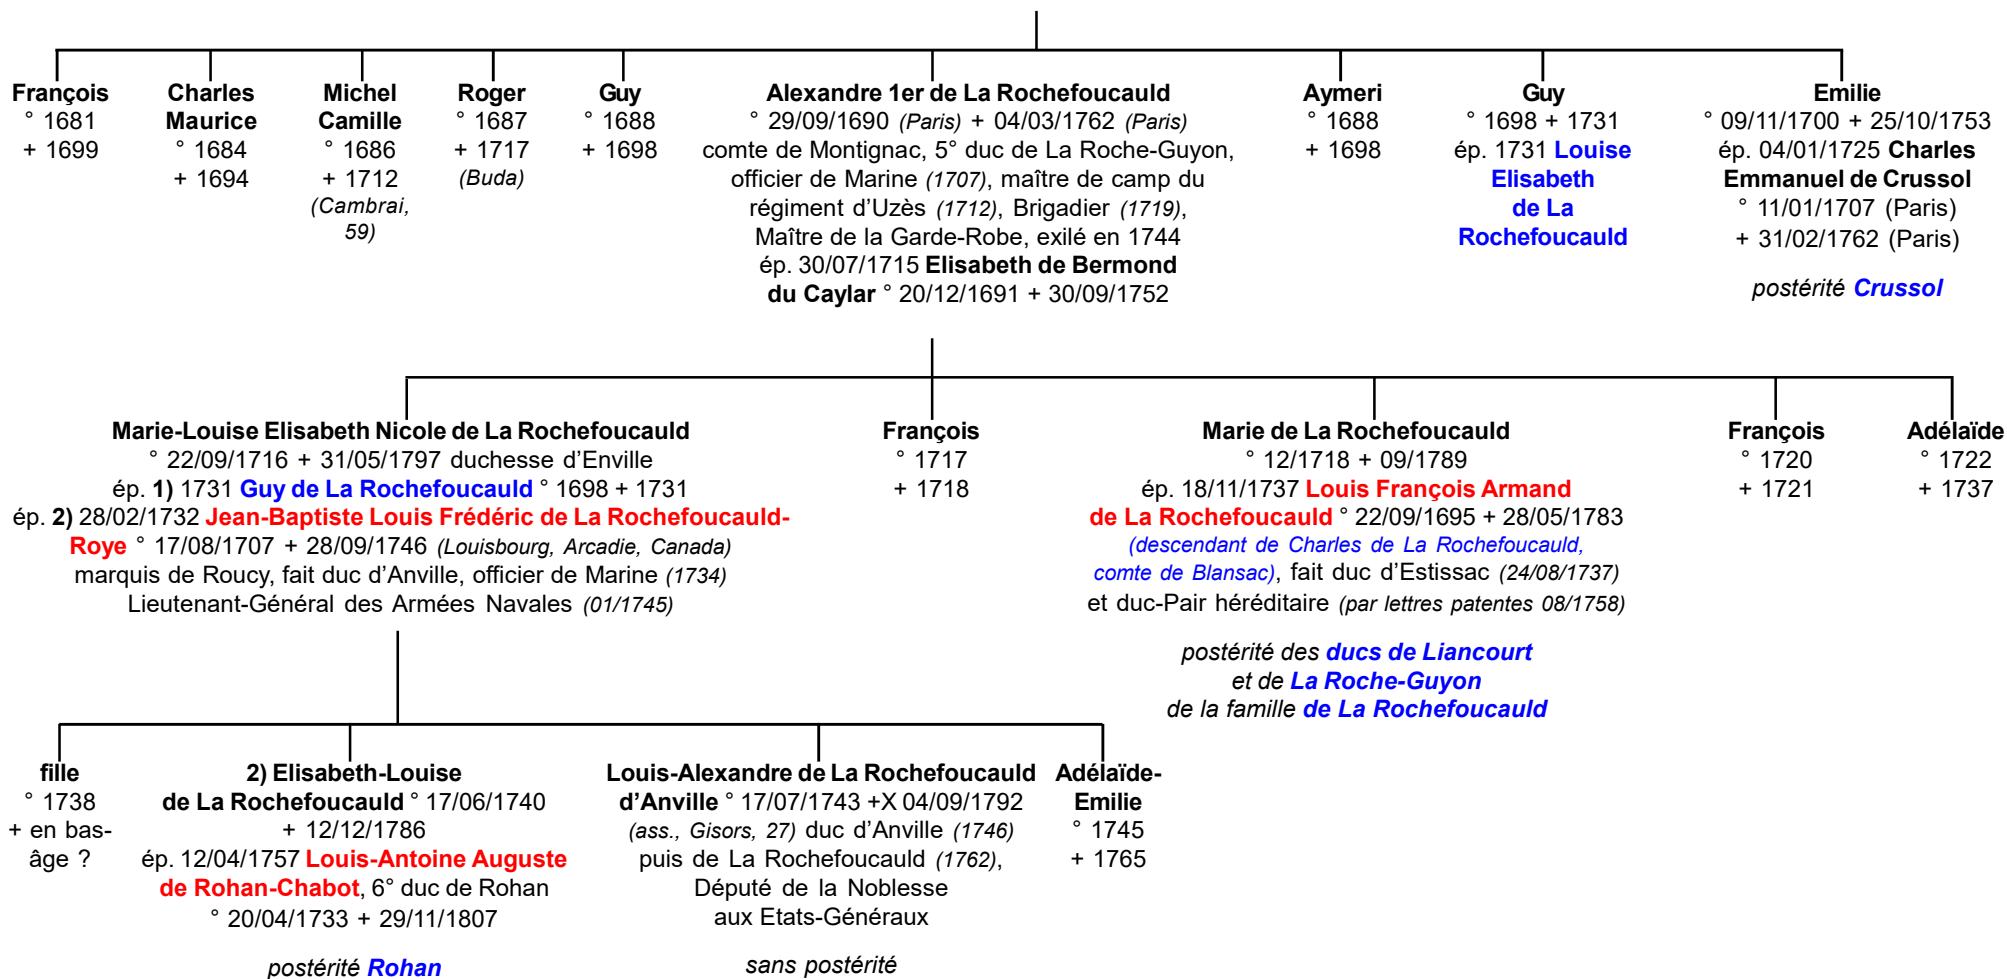 François
° 1681
+ 1699
Charles
Maurice
° 1684
+ 1694
Michel
Camille
° 1686
+ 1712
(Cambrai,
59)
Roger
° 1687
+ 1717
(Buda)
Guy
° 1688
+ 1698
Alexandre 1er de La Rochefoucauld
° 29/09/1690 (Paris) + 04/03/1762 (Paris)
comte de Montignac, 5° duc de La Roche-Guyon,
officier de Marine (1707), maître de camp du
régiment d'Uzès (1712), Brigadier (1719),
Maître de la Garde-Robe, exilé en 1744
ép. 30/07/1715 Elisabeth de Bermond
du Caylar ° 20/12/1691 + 30/09/1752
Aymeri
° 1688
+ 1698
Guy
° 1698 + 1731
ép. 1731 Louise
Elisabeth
de La
Rochefoucauld
Emilie
° 09/11/1700 + 25/10/1753
ép. 04/01/1725 Charles
Emmanuel de Crussol
° 11/01/1707 (Paris)
+ 31/02/1762 (Paris)
postérité Crussol
Marie-Louise Elisabeth Nicole de La Rochefoucauld
° 22/09/1716 + 31/05/1797 duchesse d'Enville
ép. 1) 1731 Guy de La Rochefoucauld ° 1698 + 1731
ép. 2) 28/02/1732 Jean-Baptiste Louis Frédéric de La Rochefoucauld-
Roye ° 17/08/1707 + 28/09/1746 (Louisbourg, Arcadie, Canada)
marquis de Roucy, fait duc d'Anville, officier de Marine (1734)
Lieutenant-Général des Armées Navales (01/1745)
François
° 1717
+ 1718
Marie de La Rochefoucauld
° 12/1718 + 09/1789
ép. 18/11/1737 Louis François Armand
de La Rochefoucauld ° 22/09/1695 + 28/05/1783
(descendant de Charles de La Rochefoucauld,
comte de Blansac), fait duc d'Estissac (24/08/1737)
et duc-Pair héréditaire (par lettres patentes 08/1758)
postérité des ducs de Liancourt
et de La Roche-Guyon
de la famille de La Rochefoucauld
François
° 1720
+ 1721
Adélaïde
° 1722
+ 1737
fille
° 1738
+ en bas-
âge ?
2) Elisabeth-Louise
de La Rochefoucauld ° 17/06/1740
+ 12/12/1786
ép. 12/04/1757 Louis-Antoine Auguste
de Rohan-Chabot, 6° duc de Rohan
° 20/04/1733 + 29/11/1807
postérité Rohan
Louis-Alexandre de La Rochefoucauld
d'Anville ° 17/07/1743 +X 04/09/1792
(ass., Gisors, 27) duc d'Anville (1746)
puis de La Rochefoucauld (1762),
Député de la Noblesse
aux Etats-Généraux
sans postérité
Adélaïde-
Emilie
° 1745
+ 1765